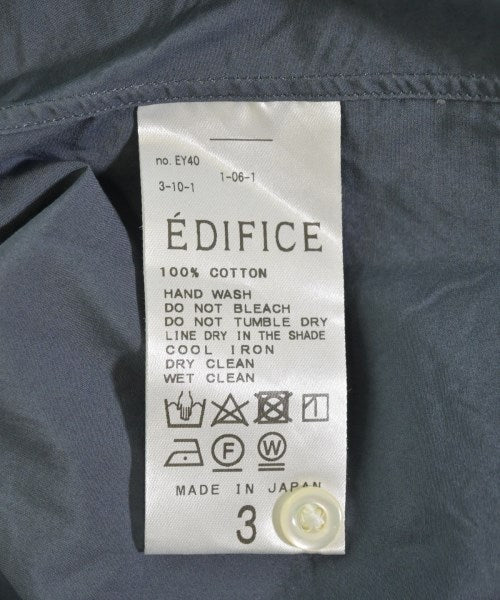 no. EY40
3-10-1 1-06-1
ÉDIFICE
100% COTTON
HAND WASH
DO NOT BLEACH
DO NOT TUMBLE DRY
LINE DRY IN THE SHADE
COOL IRON
DRY CLEAN
WET CLEAN
F W
MADE IN JAPAN
3